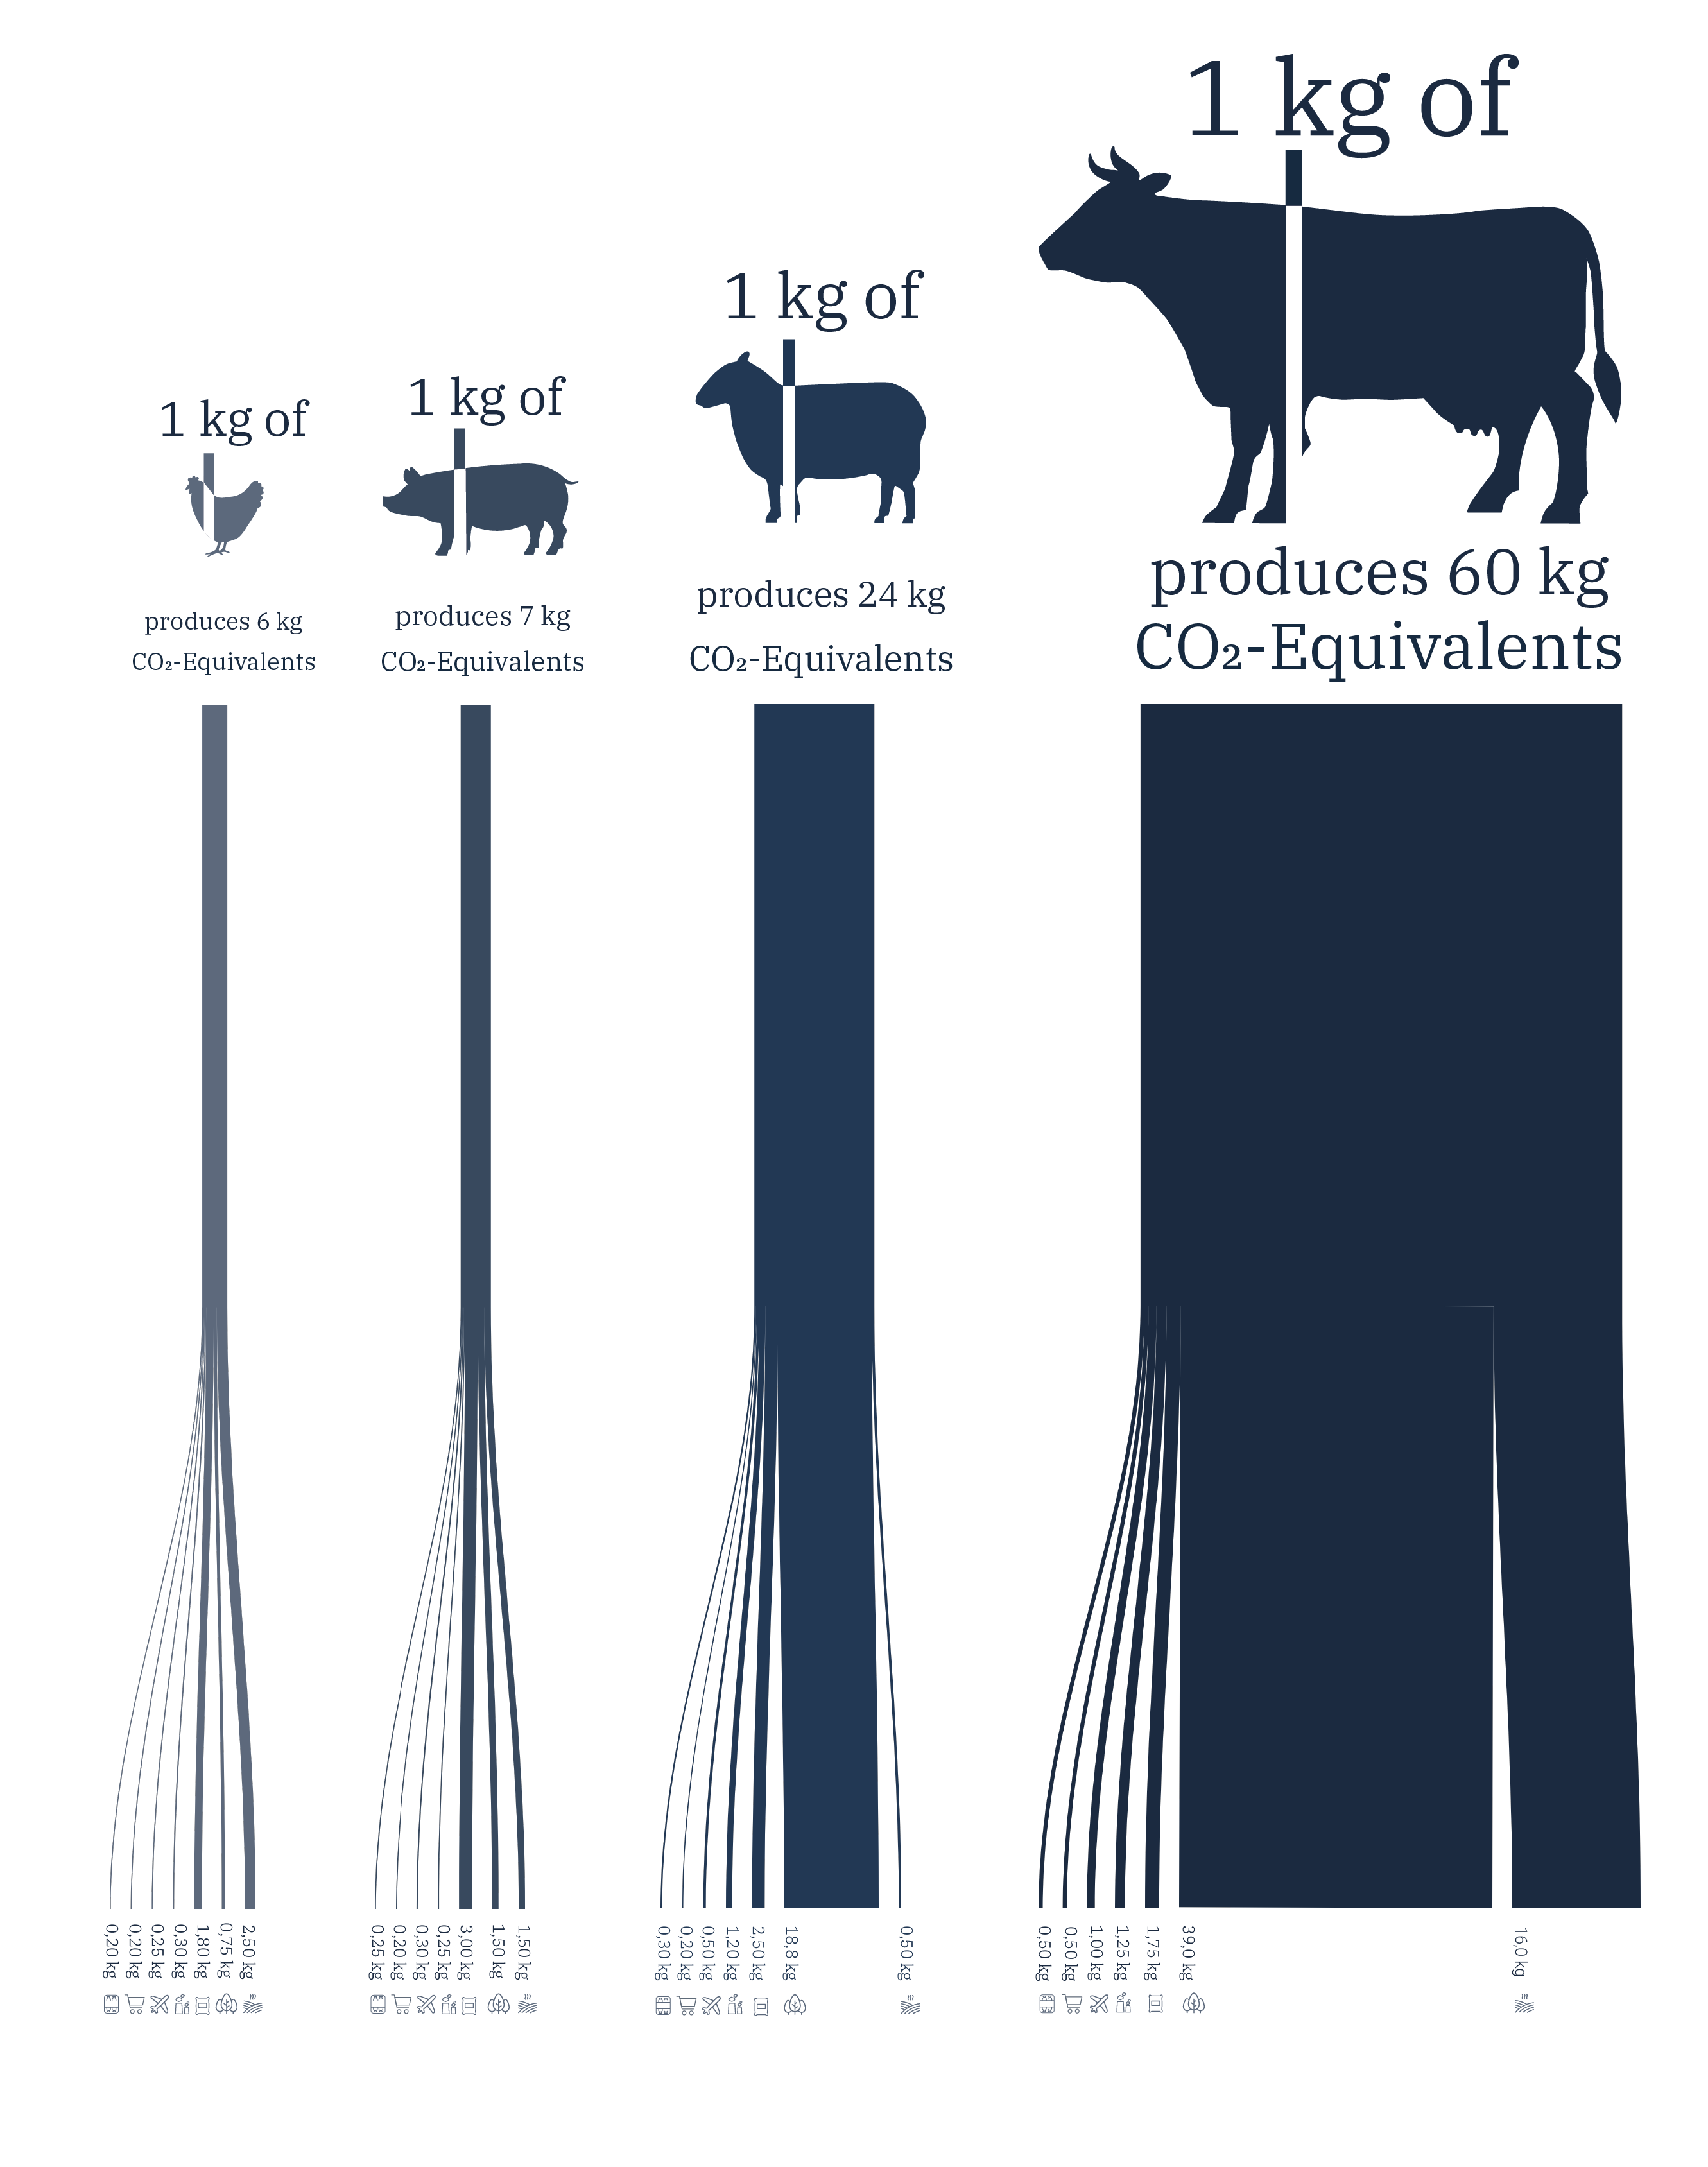 1 kg of
produces 6 kg
CO₂-Equivalents
0,20 kg
0,20 kg
0,25 kg
0,30 kg
1,80 kg
0,75 kg
2,50 kg
1 kg of
produces 7 kg
CO₂-Equivalents
0,25 kg
0,20 kg
0,30 kg
0,25 kg
3,00 kg
1,50 kg
1,50 kg
1 kg of
produces 24 kg
CO₂-Equivalents
0,30 kg
0,20 kg
0,50 kg
1,20 kg
2,50 kg
18,8 kg
0,50 kg
1 kg of
produces 60 kg
CO₂-Equivalents
0,50 kg
0,50 kg
1,00 kg
1,25 kg
1,75 kg
39,0 kg
16,0 kg